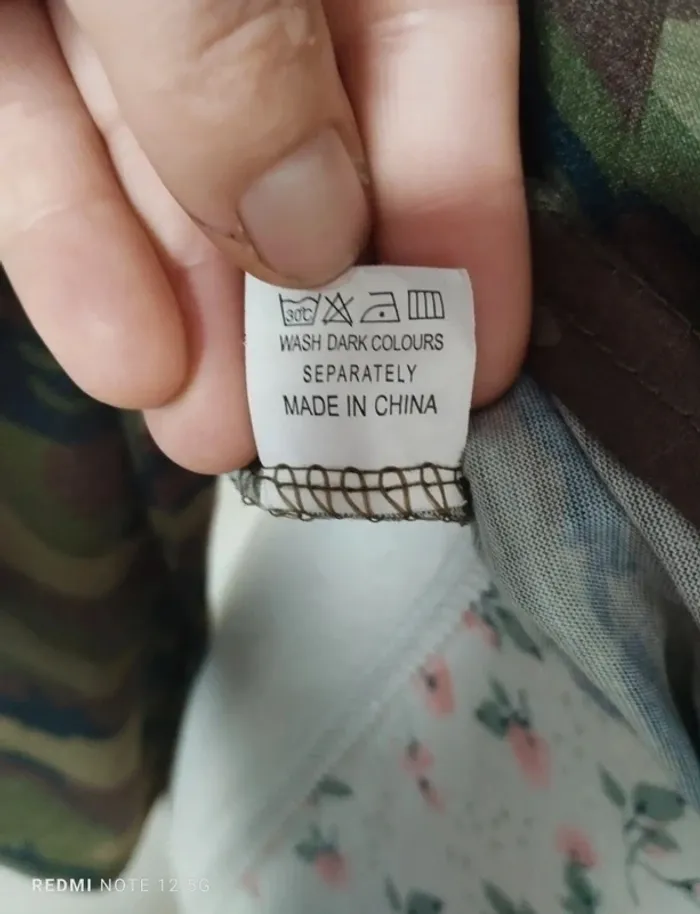 30°C
WASH DARK COLOURS
SEPARATELY
MADE IN CHINA
REDMI NOTE 12 5G